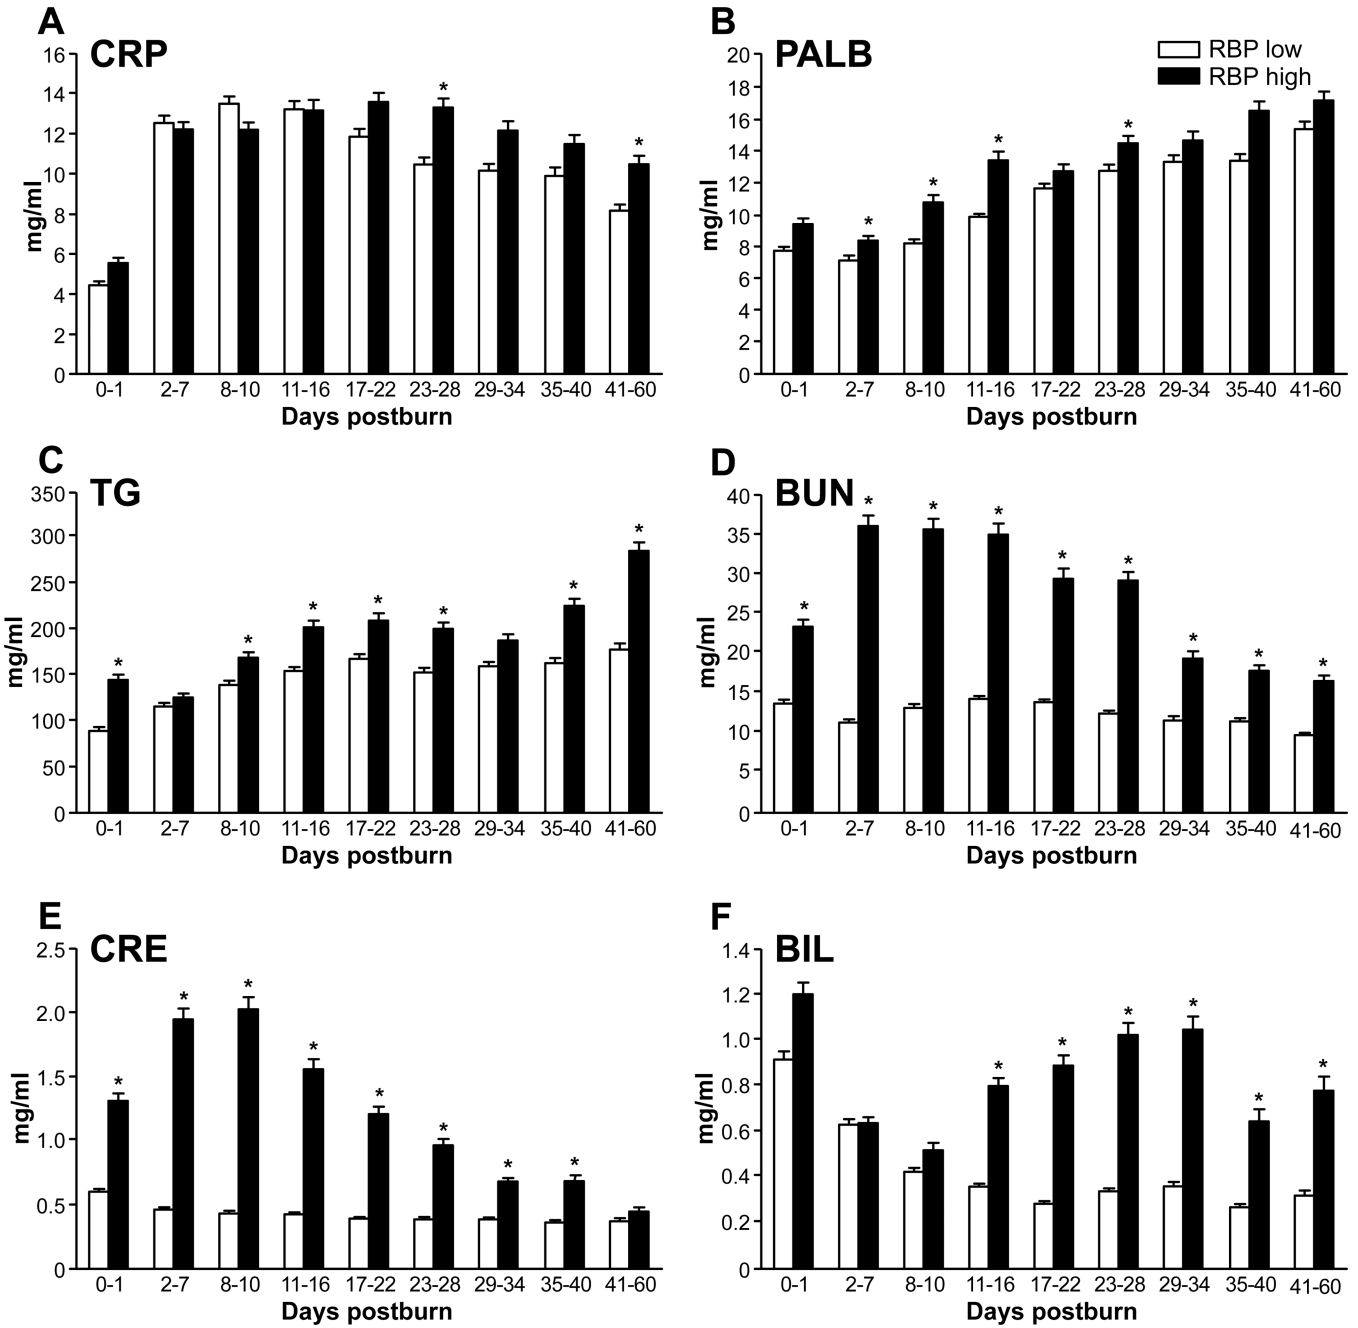 A
CRP
16
14
12
10
8
6
4
2
0
mg/ml
* *
0-1 2-7 8-10 11-16 17-22 23-28 29-34 35-40 41-60
Days postburn
B
PALB
RBP low
RBP high
20
18
16
14
12
10
8
6
4
2
0
mg/ml
* * * *
0-1 2-7 8-10 11-16 17-22 23-28 29-34 35-40 41-60
Days postburn
C
TG
350
300
250
200
150
100
50
0
mg/ml
* * * * * * *
0-1 2-7 8-10 11-16 17-22 23-28 29-34 35-40 41-60
Days postburn
D
BUN
40
35
30
25
20
15
10
5
0
mg/ml
* * * * * * * * *
0-1 2-7 8-10 11-16 17-22 23-28 29-34 35-40 41-60
Days postburn
E
CRE
2.5
2.0
1.5
1.0
0.5
0
mg/ml
* * * * * * * *
0-1 2-7 8-10 11-16 17-22 23-28 29-34 35-40 41-60
Days postburn
F
BIL
1.4
1.2
1.0
0.8
0.6
0.4
0.2
0
mg/ml
* * * * * *
0-1 2-7 8-10 11-16 17-22 23-28 29-34 35-40 41-60
Days postburn